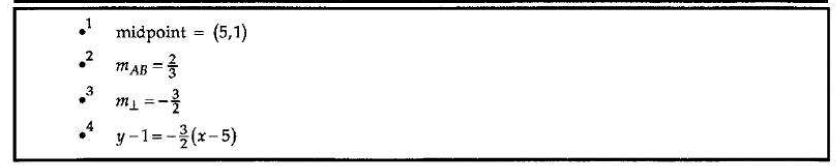 •¹ midpoint = (5,1)
•² m_AB = 2/3
•³ m_⊥ = -3/2
•⁴ y - 1 = -3/2(x - 5)